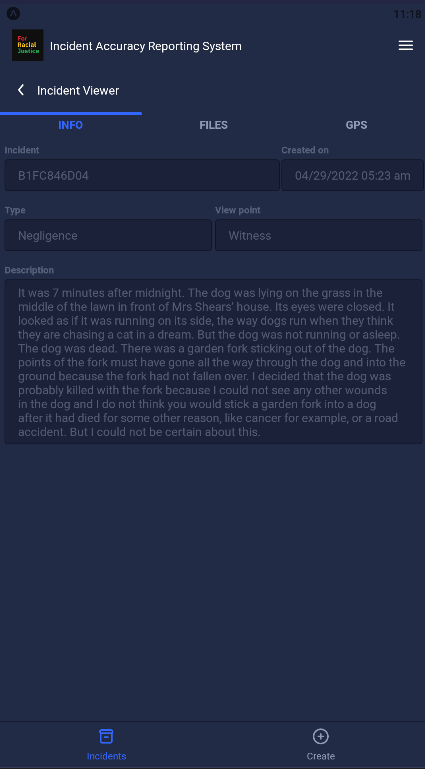 11:18
For
Racial
Justice
Incident Accuracy Reporting System
Incident Viewer
INFO
FILES
GPS
Incident
Created on
B1FC846D04
04/29/2022 05:23 am
Type
View point
Negligence
Witness
Description
It was 7 minutes after midnight. The dog was lying on the grass in the
middle of the lawn in front of Mrs Shears' house. Its eyes were closed. It
looked as if it was running on its side, the way dogs run when they think
they are chasing a cat in a dream. But the dog was not running or asleep.
The dog was dead. There was a garden fork sticking out of the dog. The
points of the fork must have gone all the way through the dog and into the
ground because the fork had not fallen over. I decided that the dog was
probably killed with the fork because I could not see any other wounds
in the dog and I do not think you would stick a garden fork into a dog
after it had died for some other reason, like cancer for example, or a road
accident. But I could not be certain about this.
Incidents
Create